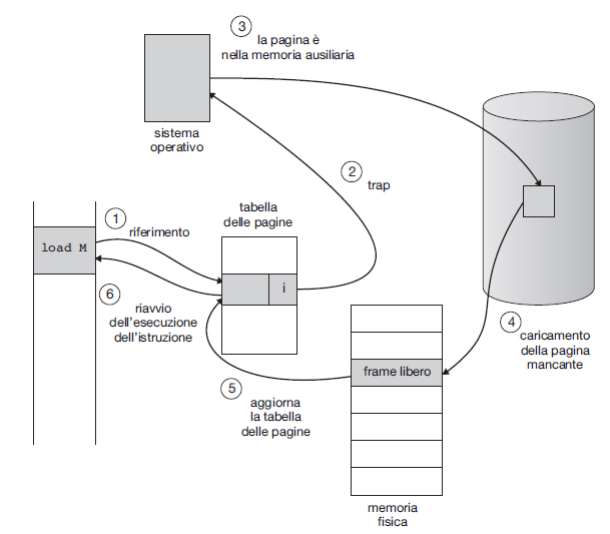 3
la pagina è
nella memoria ausiliaria
sistema
operativo
2
trap
tabella
delle pagine
1
riferimento
load M
i
6
riavvio
dell'esecuzione
dell'istruzione
4
caricamento
della pagina
mancante
frame libero
5
aggiorna
la tabella
delle pagine
memoria
fisica